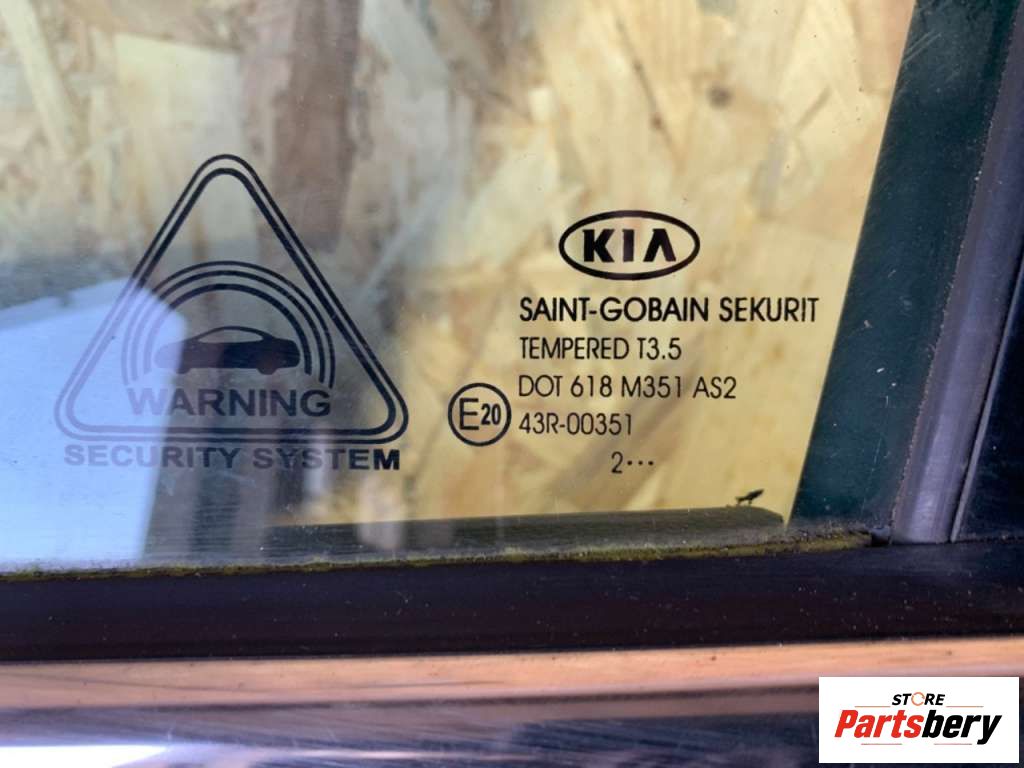 WARNING
SECURITY SYSTEM
KIA
SAINT-GOBAIN SEKURIT
TEMPERED T3.5
DOT 618 M351 AS2
E20
43R-00351
2···
STORE
Partsbery